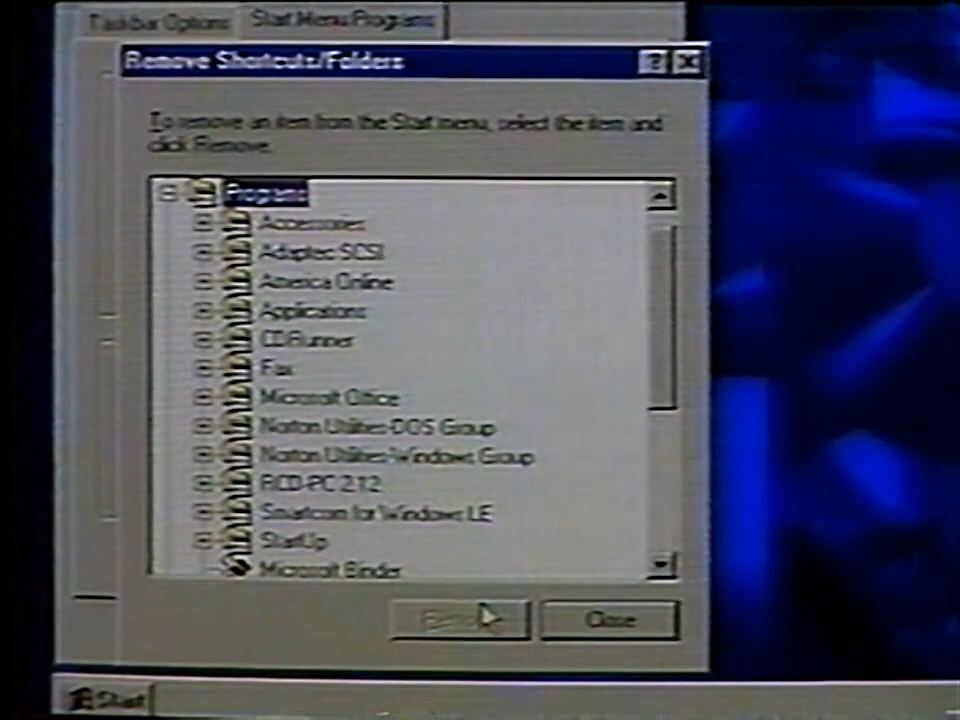 Taskbar Options
Start Menu Programs
Remove Shortcuts/Folders
To remove an item from the Start menu, select the item and
click Remove.
Programs
Accessories
Adaptec SCSI
America Online
Applications
CDRunner
Fax
Microsoft Office
Norton Utilities-DOS Group
Norton Utilities-Windows Group
RCD-PC 2.12
Smartcom for Windows LE
StartUp
Microsoft Binder
Remove
Close
Start